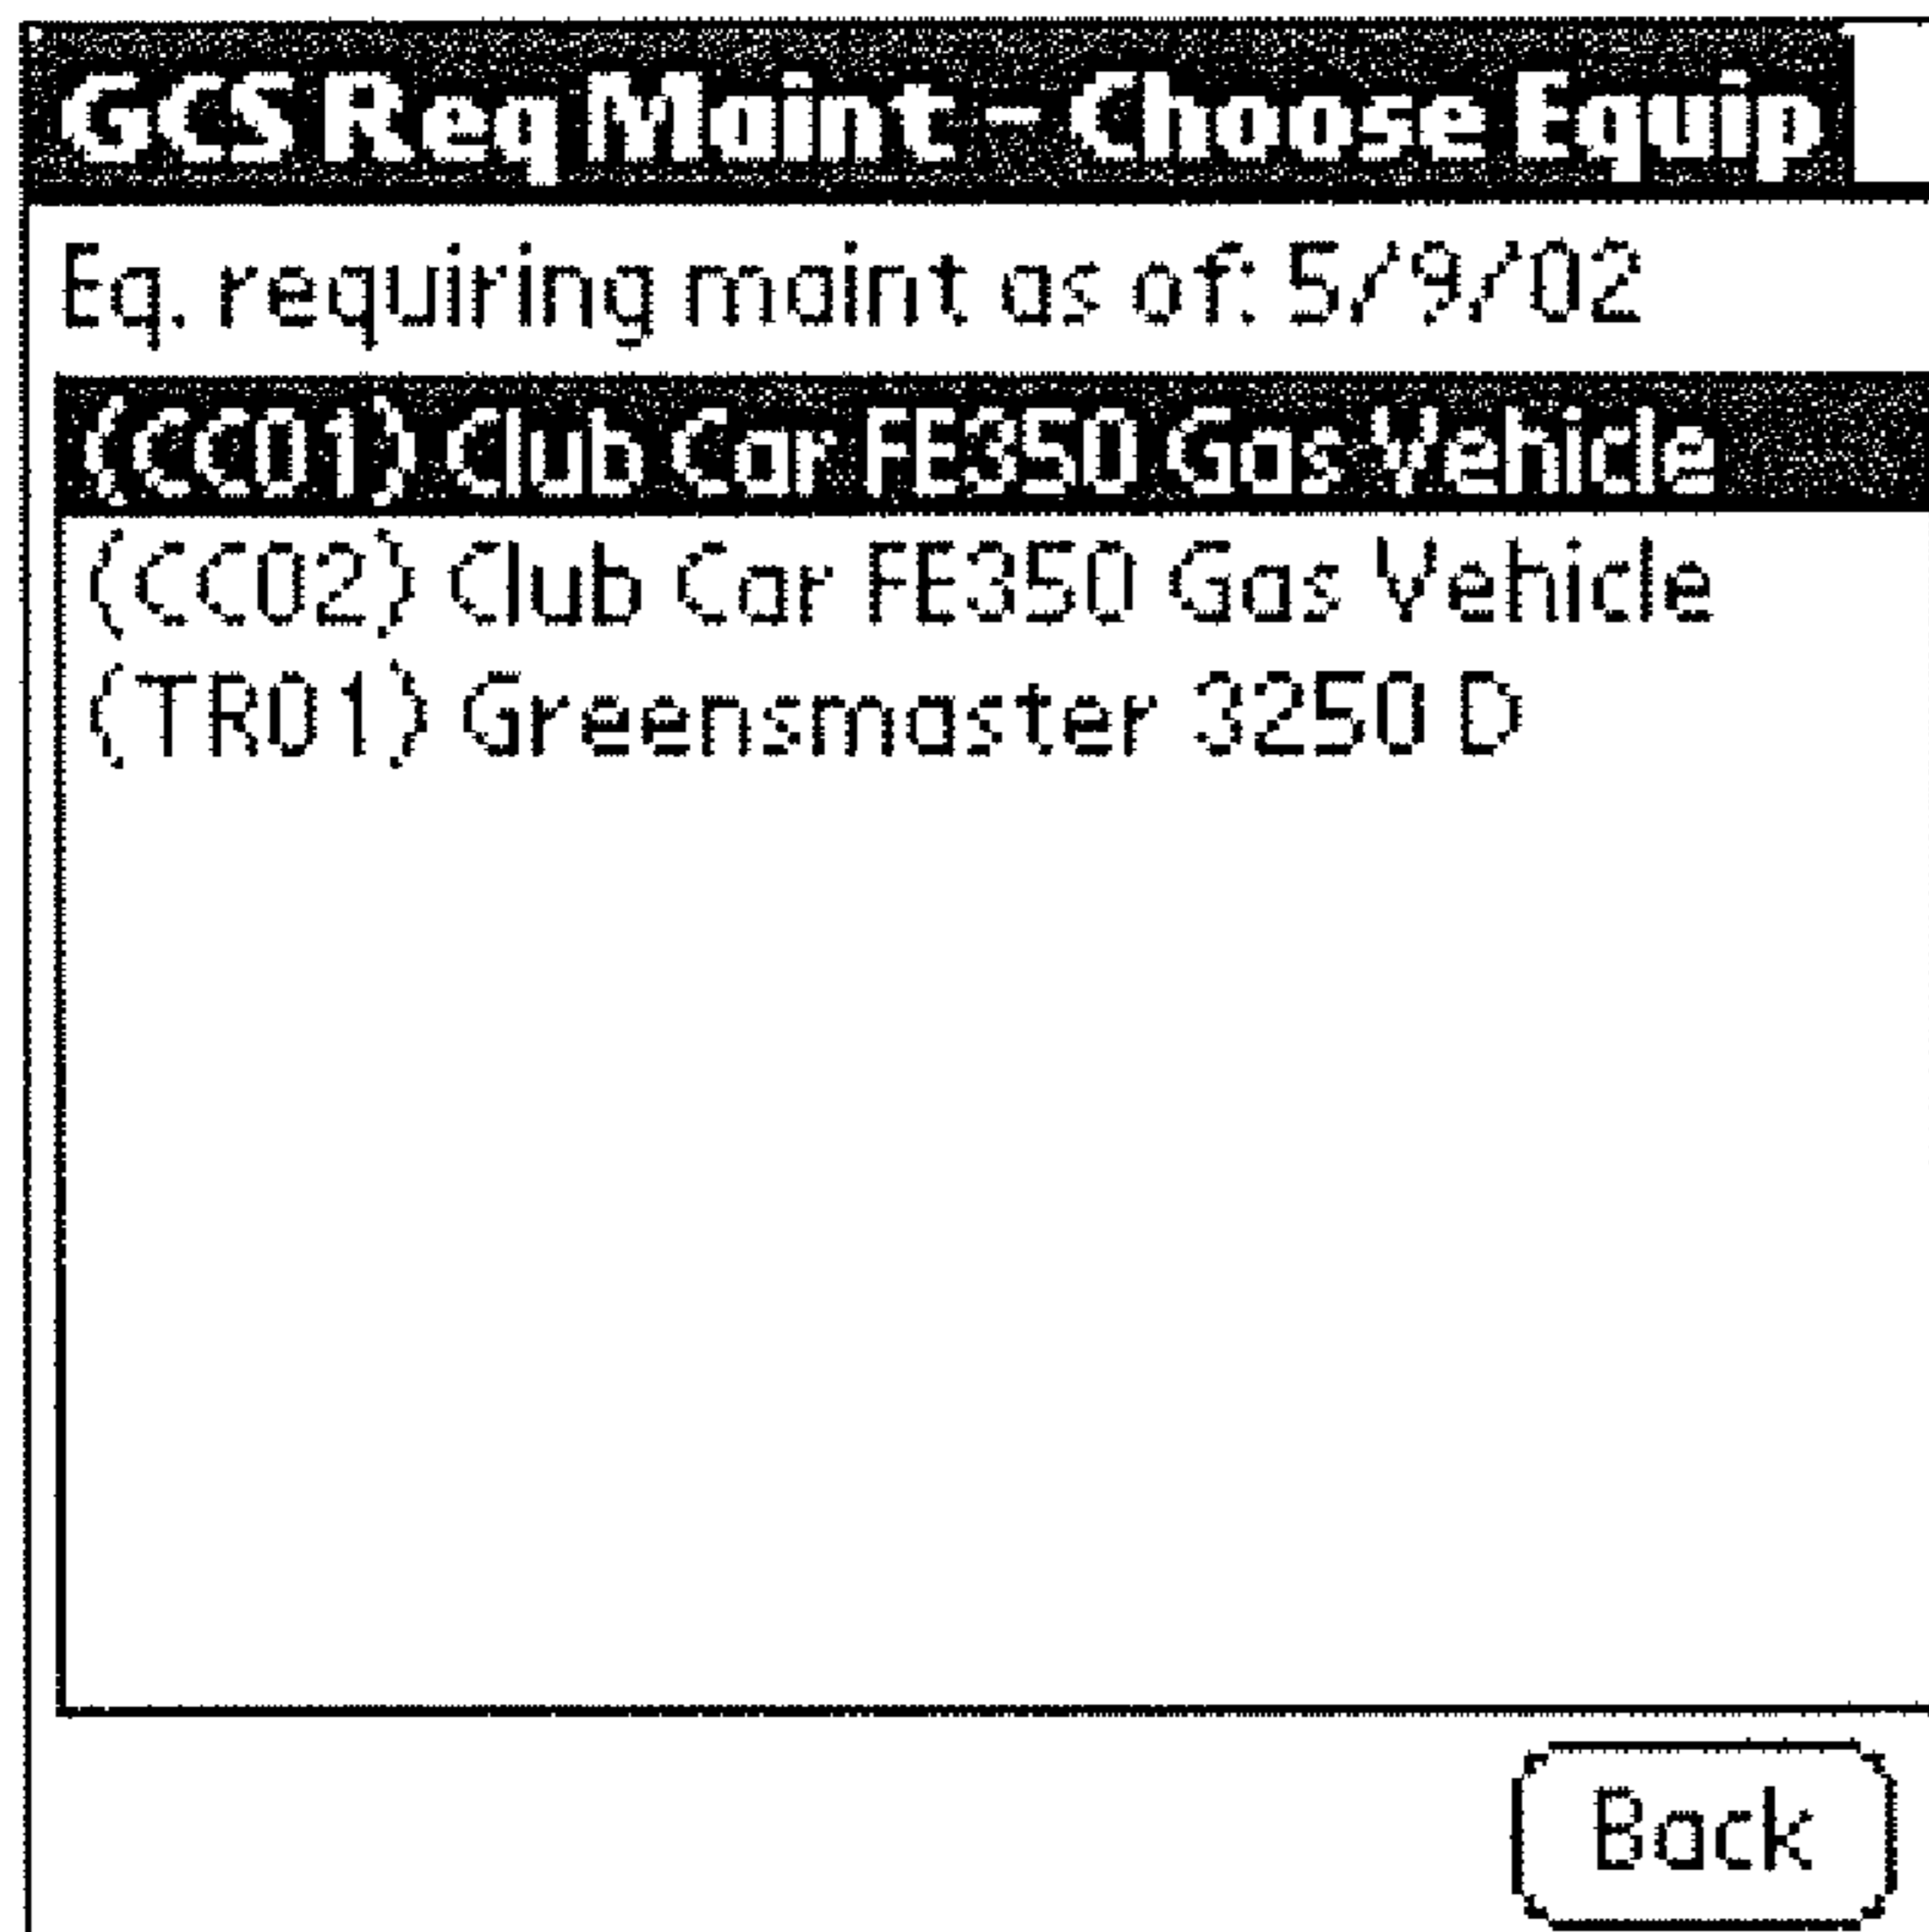 GCS Req Maint - Choose Equip
Eq. requiring maint as of: 5/9/02
(CC01) Club Car FE350 Gas Vehicle
(CC02) Club Car FE350 Gas Vehicle
(TR01) Greensmaster 3250 D
Back